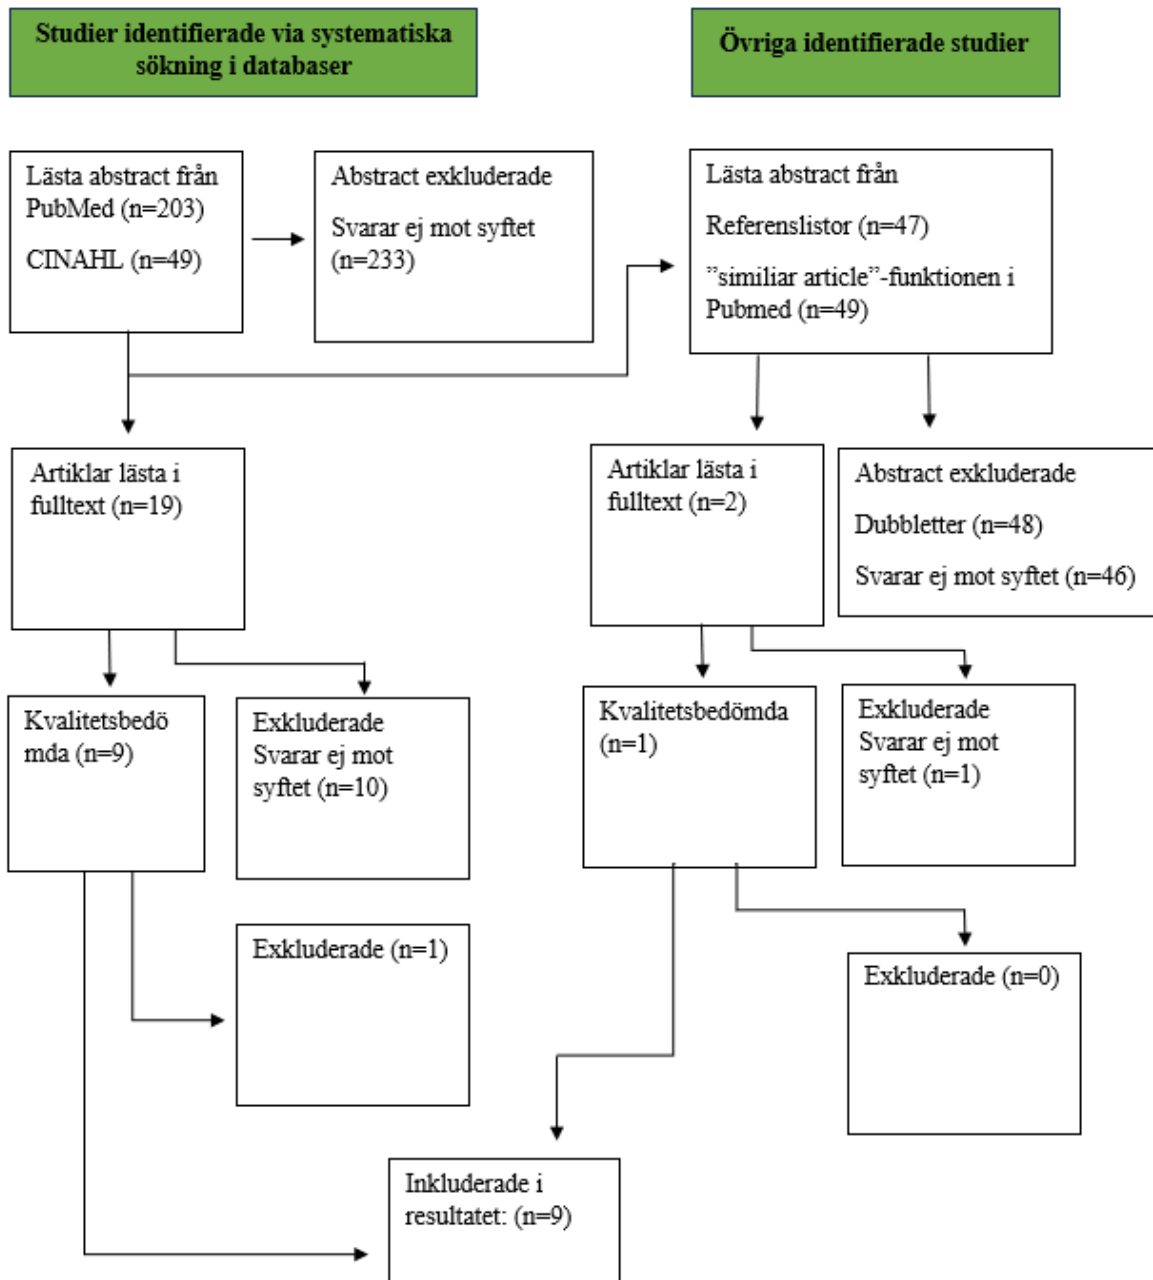 Studier identifierade via systematiska
sökning i databaser
Övriga identifierade studier
Lästa abstract från
PubMed (n=203)
CINAHL (n=49)
Abstract exkluderade
Svarar ej mot syftet
(n=233)
Lästa abstract från
Referenslistor (n=47)
”similiar article”-funktionen i
Pubmed (n=49)
Artiklar lästa i
fulltext (n=19)
Artiklar lästa i
fulltext (n=2)
Abstract exkluderade
Dubbletter (n=48)
Svarar ej mot syftet (n=46)
Kvalitetsbedö
mda (n=9)
Exkluderade
Svarar ej mot
syftet (n=10)
Kvalitetsbedömda
(n=1)
Exkluderade
Svarar ej mot
syftet (n=1)
Exkluderade (n=1)
Exkluderade (n=0)
Inkluderade i
resultatet: (n=9)